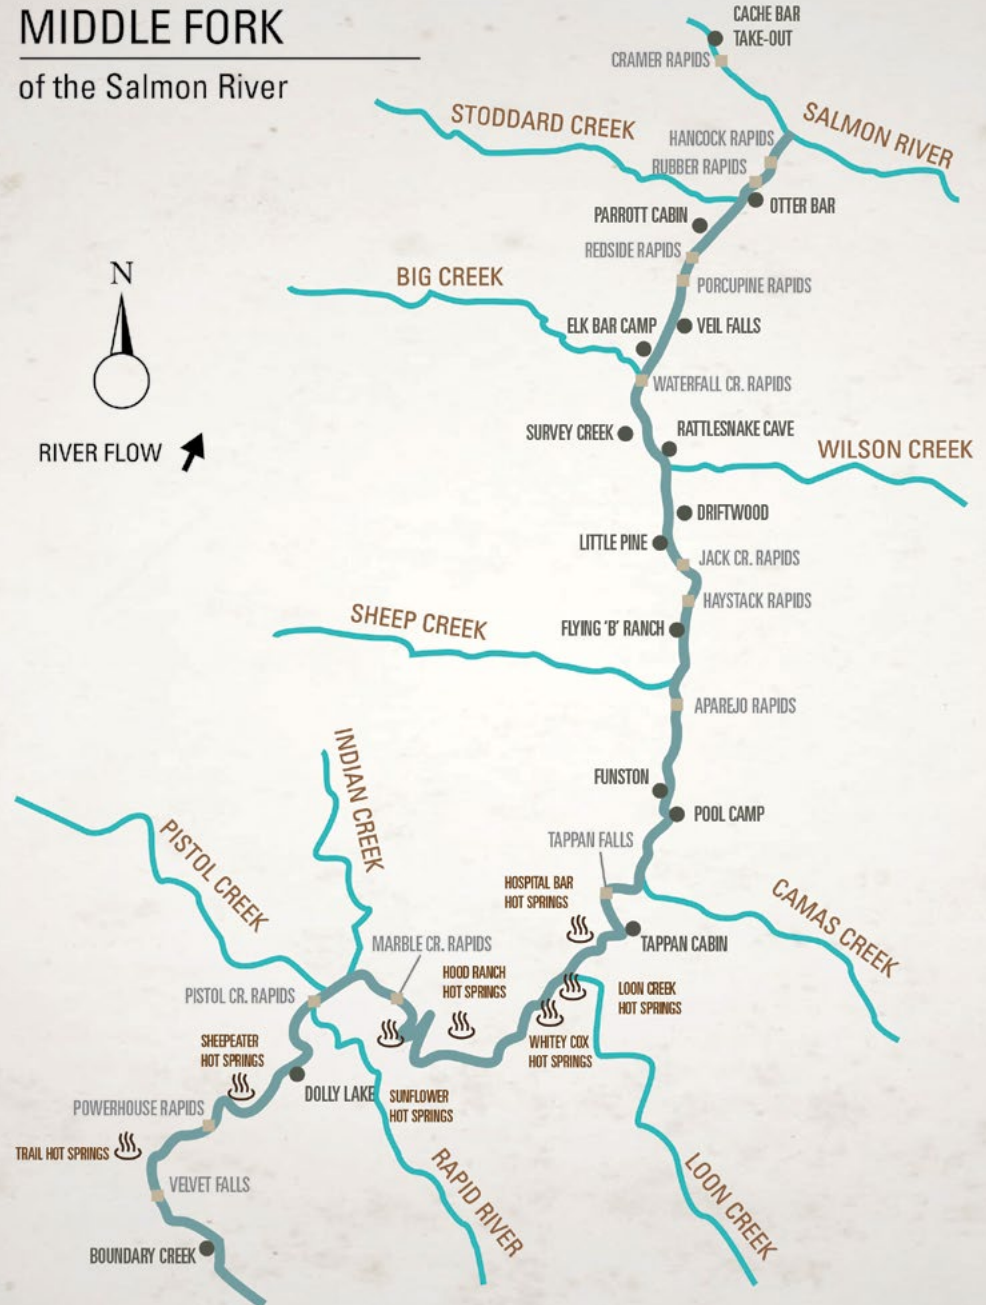 MIDDLE FORK
of the Salmon River
CACHE BAR
TAKE-OUT
CRAMER RAPIDS
SALMON RIVER
STODDARD CREEK
HANCOCK RAPIDS
RUBBER RAPIDS
OTTER BAR
PARROTT CABIN
REDSIDE RAPIDS
BIG CREEK
PORCUPINE RAPIDS
N
ELK BAR CAMP
VEIL FALLS
WATERFALL CR. RAPIDS
SURVEY CREEK
RATTLESNAKE CAVE
RIVER FLOW
WILSON CREEK
DRIFTWOOD
LITTLE PINE
JACK CR. RAPIDS
HAYSTACK RAPIDS
SHEEP CREEK
FLYING 'B' RANCH
APAREJO RAPIDS
INDIAN CREEK
FUNSTON
POOL CAMP
PISTOL CREEK
TAPPAN FALLS
HOSPITAL BAR
HOT SPRINGS
CAMAS CREEK
TAPPAN CABIN
MARBLE CR. RAPIDS
HOOD RANCH
HOT SPRINGS
PISTOL CR. RAPIDS
LOON CREEK
HOT SPRINGS
SHEEPEATER
HOT SPRINGS
WHITEY COX
HOT SPRINGS
DOLLY LAKE
SUNFLOWER
HOT SPRINGS
POWERHOUSE RAPIDS
TRAIL HOT SPRINGS
VELVET FALLS
RAPID RIVER
LOON CREEK
BOUNDARY CREEK